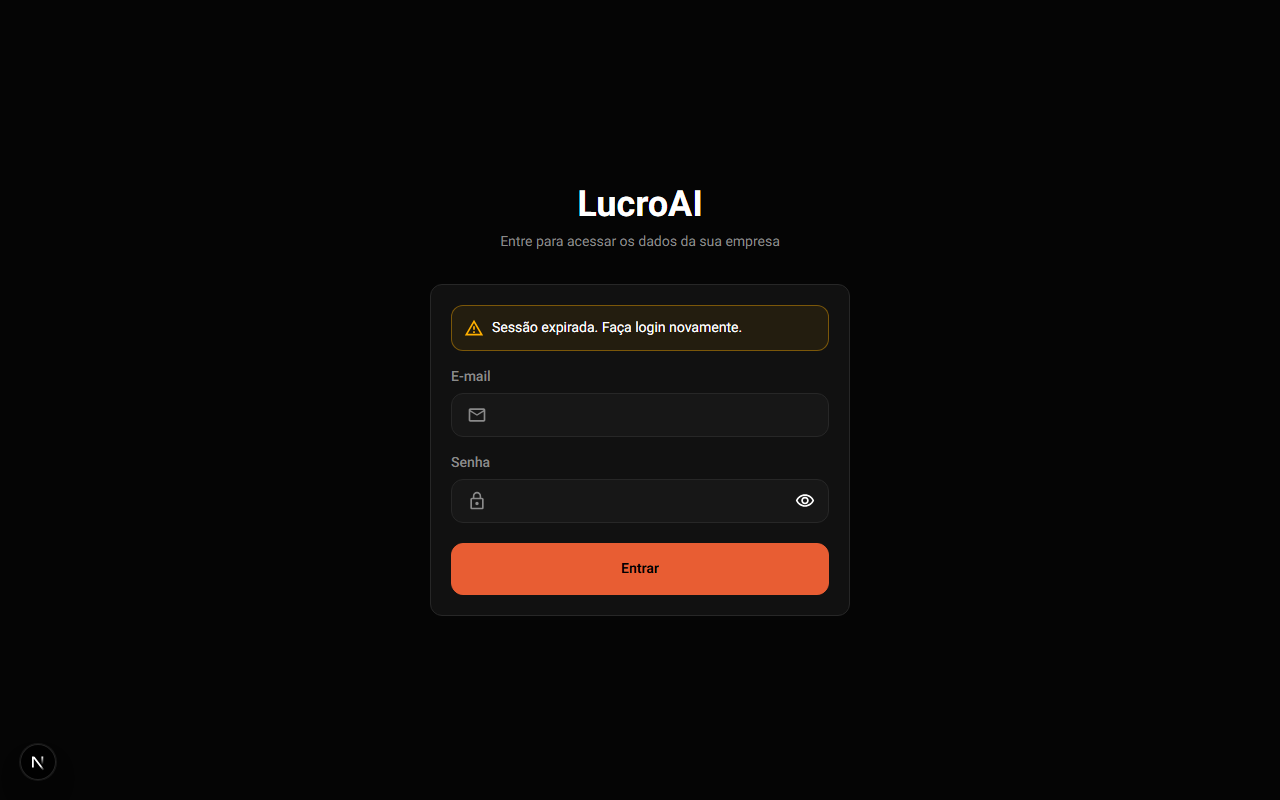 LucroAI
Entre para acessar os dados da sua empresa
Sessão expirada. Faça login novamente.
E-mail
Senha
Entrar
N